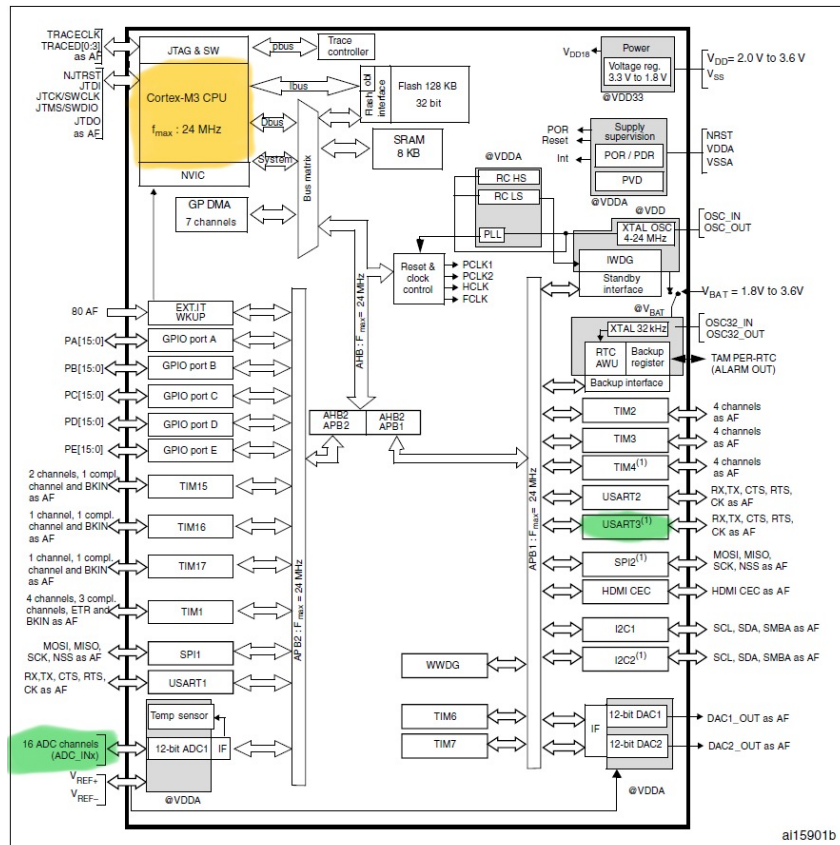 TRACECLK
TRACED[0:3]
as AF
NJTRST
JTDI
JTCK/SWCLK
JTMS/SWDIO
JTDO
as AF
JTAG & SW
Cortex-M3 CPU
fmax : 24 MHz
NVIC
pbus
Trace
controller
Ibus
Dbus
System
Flash obl
interface
Flash 128 KB
32 bit
SRAM
8 KB
Bus matrix
GP DMA
7 channels
VDD18
Power
Voltage reg.
3.3 V to 1.8 V
@VDD33
VDD= 2.0 V to 3.6 V
VSS
POR
Reset
Int
Supply
supervision
POR / PDR
PVD
@VDDA
NRST
VDDA
VSSA
@VDDA
RC HS
RC LS
PLL
@VDD
XTAL OSC
4-24 MHz
OSC_IN
OSC_OUT
IWDG
Standby
interface
Reset &
clock
control
PCLK1
PCLK2
HCLK
FCLK
VBAT = 1.8V to 3.6V
@VBAT
XTAL 32 kHz
OSC32_IN
OSC32_OUT
RTC
AWU
Backup
register
Backup interface
TAM PER-RTC
(ALARM OUT)
AHB : Fmax= 24 MHz
AHB2
APB2
AHB2
APB1
80 AF
EXT.IT
WKUP
PA[15:0]
GPIO port A
PB[15:0]
GPIO port B
PC[15:0]
GPIO port C
PD[15:0]
GPIO port D
PE[15:0]
GPIO port E
2 channels, 1 compl.
channel and BKIN
as AF
TIM15
1 channel, 1 compl.
channel and BKIN
as AF
TIM16
1 channel, 1 compl.
channel and BKIN
as AF
TIM17
4 channels, 3 compl.
channels, ETR and
BKIN as AF
TIM1
MOSI, MISO,
SCK, NSS as AF
SPI1
RX,TX, CTS, RTS,
CK as AF
USART1
Temp sensor
16 ADC channels
(ADC_INx)
12-bit ADC1
IF
VREF+
VREF–
@VDDA
APB2 : Fmax = 24 MHz
APB1 : Fmax= 24 MHz
TIM2
4 channels
as AF
TIM3
4 channels
as AF
TIM4(1)
4 channels
as AF
USART2
RX,TX, CTS, RTS,
CK as AF
USART3(1)
RX,TX, CTS, RTS,
CK as AF
SPI2(1)
MOSI, MISO,
SCK, NSS as AF
HDMI CEC
HDMI CEC as AF
I2C1
SCL, SDA, SMBA as AF
I2C2(1)
SCL, SDA, SMBA as AF
WWDG
TIM6
TIM7
IF
12-bit DAC1
DAC1_OUT as AF
12-bit DAC2
DAC2_OUT as AF
@VDDA
ai15901b